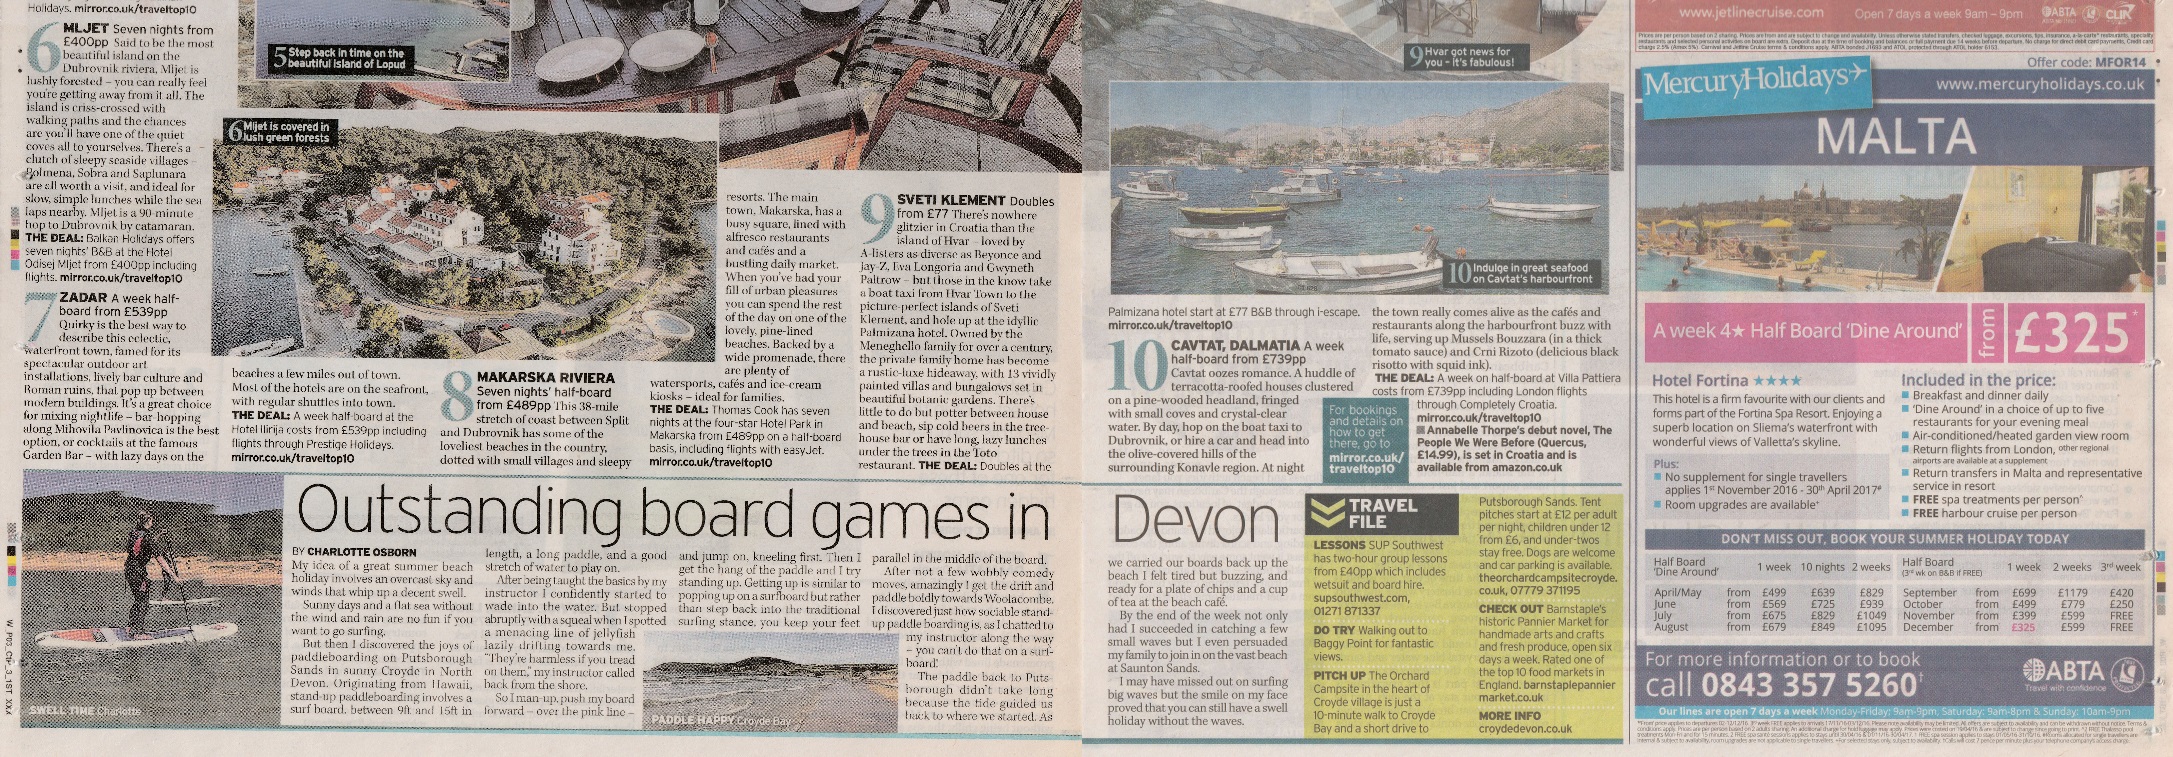 Holidays. mirror.co.uk/traveltop10
6 MLJET Seven nights from
£400pp Said to be the most
beautiful island on the
Dubrovnik riviera, Mljet is
lushly forested – you can really feel
you're getting away from it all. The
island is criss-crossed with
walking paths and the chances
are you'll have one of the quiet
coves all to yourselves. There's a
clutch of sleepy seaside villages –
Polmena, Sobra and Saplunara
are all worth a visit, and ideal for
slow, simple lunches while the sea
laps nearby. Mljet is a 90-minute
hop to Dubrovnik by catamaran.
THE DEAL: Balkan Holidays offers
seven nights' B&B at the Hotel
Odisej Mljet from £400pp including
flights. mirror.co.uk/traveltop10
7 ZADAR A week half-
board from £539pp
Quirky is the best way to
describe this eclectic,
waterfront town, famed for its
spectacular outdoor art
installations, lively bar culture and
Roman ruins, that pop up between
modern buildings. It's a great choice
for mixing nightlife – bar-hopping
along Mihovila Pavlinovica is the best
option, or cocktails at the famous
Garden Bar – with lazy days on the
5 Step back in time on the
beautiful island of Lopud
6 Mljet is covered in
lush green forests
beaches a few miles out of town.
Most of the hotels are on the seafront,
with regular shuttles into town.
THE DEAL: A week half-board at the
Hotel Ilirija costs from £539pp including
flights through Prestige Holidays.
mirror.co.uk/traveltop10
8 MAKARSKA RIVIERA
Seven nights' half-board
from £489pp This 38-mile
stretch of coast between Split
and Dubrovnik has some of the
loveliest beaches in the country,
dotted with small villages and sleepy
resorts. The main
town, Makarska, has a
busy square, lined with
alfresco restaurants
and cafés and a
bustling daily market.
When you've had your
fill of urban pleasures
you can spend the rest
of the day on one of the
lovely, pine-lined
beaches. Backed by a
wide promenade, there
are plenty of
watersports, cafés and ice-cream
kiosks – ideal for families.
THE DEAL: Thomas Cook has seven
nights at the four-star Hotel Park in
Makarska from £489pp on a half-board
basis, including flights with easyJet.
mirror.co.uk/traveltop10
9 SVETI KLEMENT Doubles
from £77 There's nowhere
glitzier in Croatia than the
island of Hvar – loved by
A-listers as diverse as Beyonce and
Jay-Z, Eva Longoria and Gwyneth
Paltrow – but those in the know take
a boat taxi from Hvar Town to the
picture-perfect islands of Sveti
Klement, and hole up at the idyllic
Palmizana hotel. Owned by the
Meneghello family for over a century,
the private family home has become
a rustic-luxe hideaway, with 13 vividly
painted villas and bungalows set in
beautiful botanic gardens. There's
little to do but potter between house
and beach, sip cold beers in the tree-
house bar or have long, lazy lunches
under the trees in the Toto
restaurant. THE DEAL: Doubles at the
9 Hvar got news for
you – it's fabulous!
10 Indulge in great seafood
on Cavtat's harbourfront
Palmizana hotel start at £77 B&B through i-escape.
mirror.co.uk/traveltop10
10 CAVTAT, DALMATIA A week
half-board from £739pp
Cavtat oozes romance. A huddle of
terracotta-roofed houses clustered
on a pine-wooded headland, fringed
with small coves and crystal-clear
water. By day, hop on the boat taxi to
Dubrovnik, or hire a car and head into
the olive-covered hills of the
surrounding Konavle region. At night
the town really comes alive as the cafés and
restaurants along the harbourfront buzz with
life, serving up Mussels Bouzzara (in a thick
tomato sauce) and Crni Rizoto (delicious black
risotto with squid ink).
THE DEAL: A week on half-board at Villa Pattiera
costs from £739pp including London flights
through Completely Croatia.
mirror.co.uk/traveltop10
■ Annabelle Thorpe's debut novel, The
People We Were Before (Quercus,
£14.99), is set in Croatia and is
available from amazon.co.uk
For bookings
and details on
how to get
there, go to
mirror.co.uk/
traveltop10
Outstanding board games in Devon
SWELL TIME Charlotte
BY CHARLOTTE OSBORN
My idea of a great summer beach
holiday involves an overcast sky and
winds that whip up a decent swell.
Sunny days and a flat sea without
the wind and rain are no fun if you
want to go surfing.
But then I discovered the joys of
paddleboarding on Putsborough
Sands in sunny Croyde in North
Devon. Originating from Hawaii,
stand-up paddleboarding involves a
surf board, between 9ft and 15ft in
length, a long paddle, and a good
stretch of water to play on.
After being taught the basics by my
instructor I confidently started to
wade into the water. But stopped
abruptly with a squeal when I spotted
a menacing line of jellyfish
lazily drifting towards me.
"They're harmless if you tread
on them," my instructor called
back from the shore.
So I man-up, push my board
forward – over the pink line –
and jump on, kneeling first. Then I
get the hang of the paddle and I try
standing up. Getting up is similar to
popping up on a surfboard but rather
than step back into the traditional
surfing stance, you keep your feet
parallel in the middle of the board.
After not a few wobbly comedy
moves, amazingly I get the drift and
paddle boldly towards Woolacombe.
I discovered just how sociable stand-
up paddle boarding is, as I chatted to
my instructor along the way
– you can't do that on a surf-
board!
The paddle back to Puts-
borough didn't take long
because the tide guided us
back to where we started. As
PADDLE HAPPY Croyde Bay
we carried our boards back up the
beach I felt tired but buzzing, and
ready for a plate of chips and a cup
of tea at the beach café.
By the end of the week not only
had I succeeded in catching a few
small waves but I even persuaded
my family to join in on the vast beach
at Saunton Sands.
I may have missed out on surfing
big waves but the smile on my face
proved that you can still have a swell
holiday without the waves.
TRAVEL
FILE
LESSONS SUP Southwest
has two-hour group lessons
from £40pp which includes
wetsuit and board hire.
supsouthwest.com,
01271 871337
DO TRY Walking out to
Baggy Point for fantastic
views.
PITCH UP The Orchard
Campsite in the heart of
Croyde village is just a
10-minute walk to Croyde
Bay and a short drive to
Putsborough Sands. Tent
pitches start at £12 per adult
per night, children under 12
from £6, and under-twos
stay free. Dogs are welcome
and car parking is available.
theorchardcampsitecroyde.
co.uk, 07779 371195
CHECK OUT Barnstaple's
historic Pannier Market for
handmade arts and crafts
and fresh produce, open six
days a week. Rated one of
the top 10 food markets in
England. barnstaplepannier
market.co.uk
MORE INFO
croydedevon.co.uk
www.jetlinecruise.com Open 7 days a week 9am – 9pm ABTA CLIA
Offer code: MFOR14
MercuryHolidays
www.mercuryholidays.co.uk
MALTA
A week 4★ Half Board 'Dine Around' from £325*
Hotel Fortina ★★★★
This hotel is a firm favourite with our clients and
forms part of the Fortina Spa Resort. Enjoying a
superb location on Sliema's waterfront with
wonderful views of Valletta's skyline.
Plus:
■ No supplement for single travellers
applies 1st November 2016 - 30th April 2017#
■ Room upgrades are available+
Included in the price:
■ Breakfast and dinner daily
■ 'Dine Around' in a choice of up to five
restaurants for your evening meal
■ Air-conditioned/heated garden view room
■ Return flights from London, other regional
airports are available at a supplement
■ Return transfers in Malta and representative
service in resort
■ FREE spa treatments per person^
■ FREE harbour cruise per person
DON'T MISS OUT, BOOK YOUR SUMMER HOLIDAY TODAY
Half Board 'Dine Around' 1 week 10 nights 2 weeks
April/May from £499 £639 £829
June from £569 £725 £939
July from £675 £829 £1049
August from £679 £849 £1095
Half Board (3rd wk on B&B if FREE) 1 week 2 weeks 3rd week
September from £699 £1179 £420
October from £499 £779 £250
November from £399 £599 FREE
December from £325 £599 FREE
For more information or to book
call 0843 357 5260†
ABTA
Travel with confidence
Our lines are open 7 days a week Monday-Friday: 9am-9pm, Saturday: 9am-8pm & Sunday: 10am-9pm
W P03 CIP_3 1ST XXX